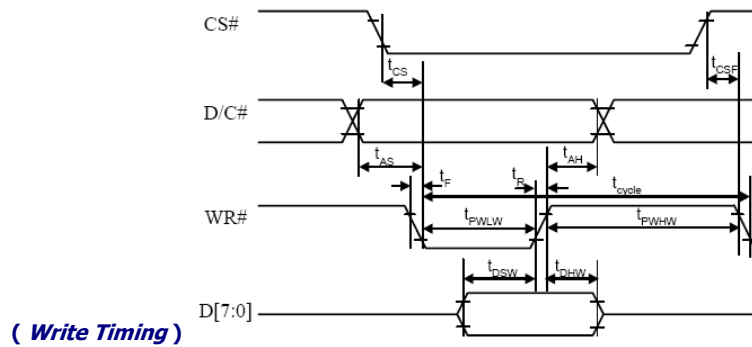 CS#
tCS
tCSF
D/C#
tAS
tAH
tF
tR
tcycle
WR#
tPWLW
tPWHW
tDSW
tDHW
D[7:0]
( Write Timing )